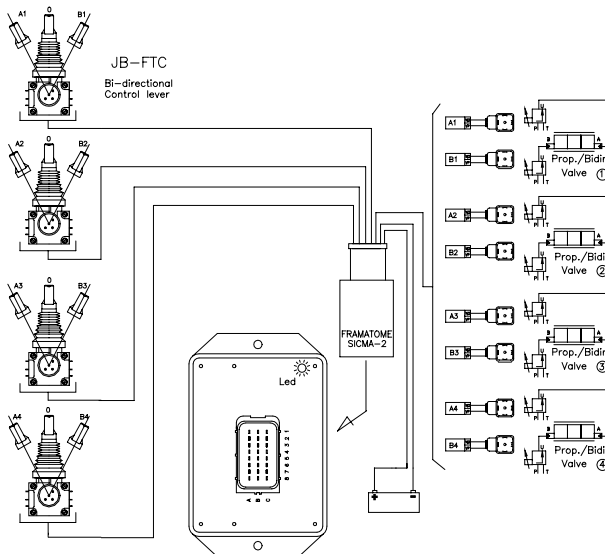 A1 0 B1
JB-FTC
Bi-directional
Control lever
A2 0 B2
A3 0 B3
A4 0 B4
FRAMATOME
SICMA-2
Led
8 7 6 5 4 3 2 1
A B C
+ -
A1
U
P T
B A
B1
U
P T
Prop./Bidir
Valve 1
A2
U
P T
B A
B2
U
P T
Prop./Bidir
Valve 2
A3
U
P T
B A
B3
U
P T
Prop./Bidir
Valve 3
A4
U
P T
B A
B4
U
P T
Prop./Bidir
Valve 4